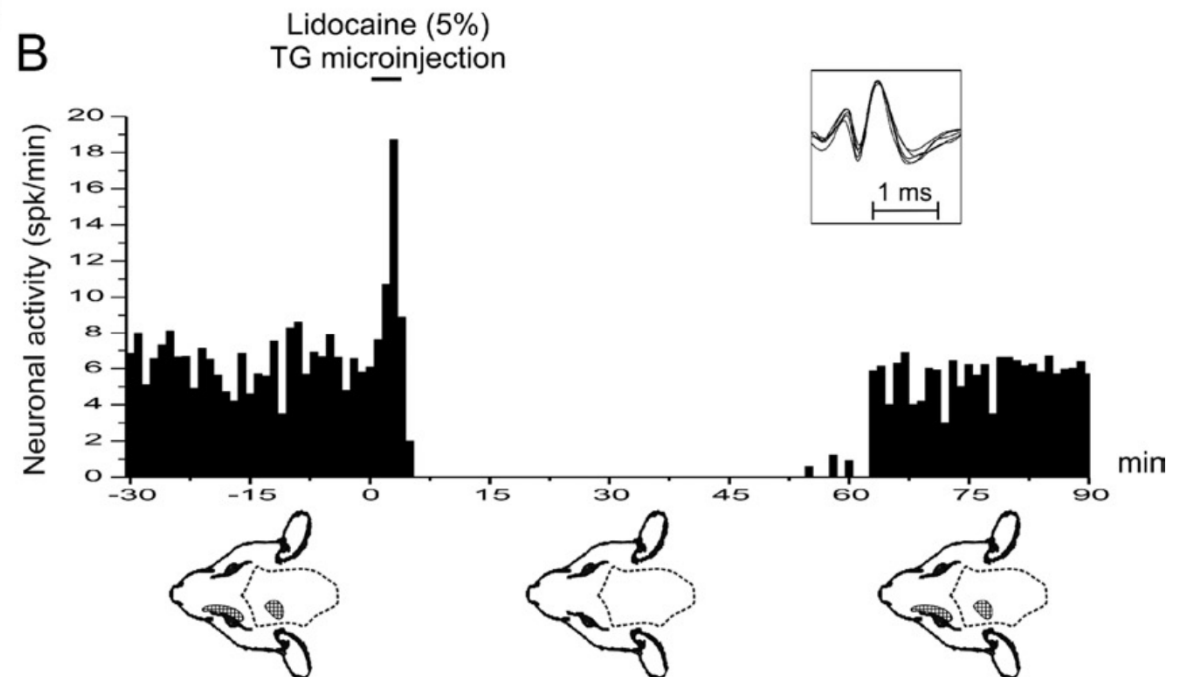 B
Lidocaine (5%)
TG microinjection
Neuronal activity (spk/min)
20
18
16
14
12
10
8
6
4
2
0
1 ms
-30 -15 0 15 30 45 60 75 90
min